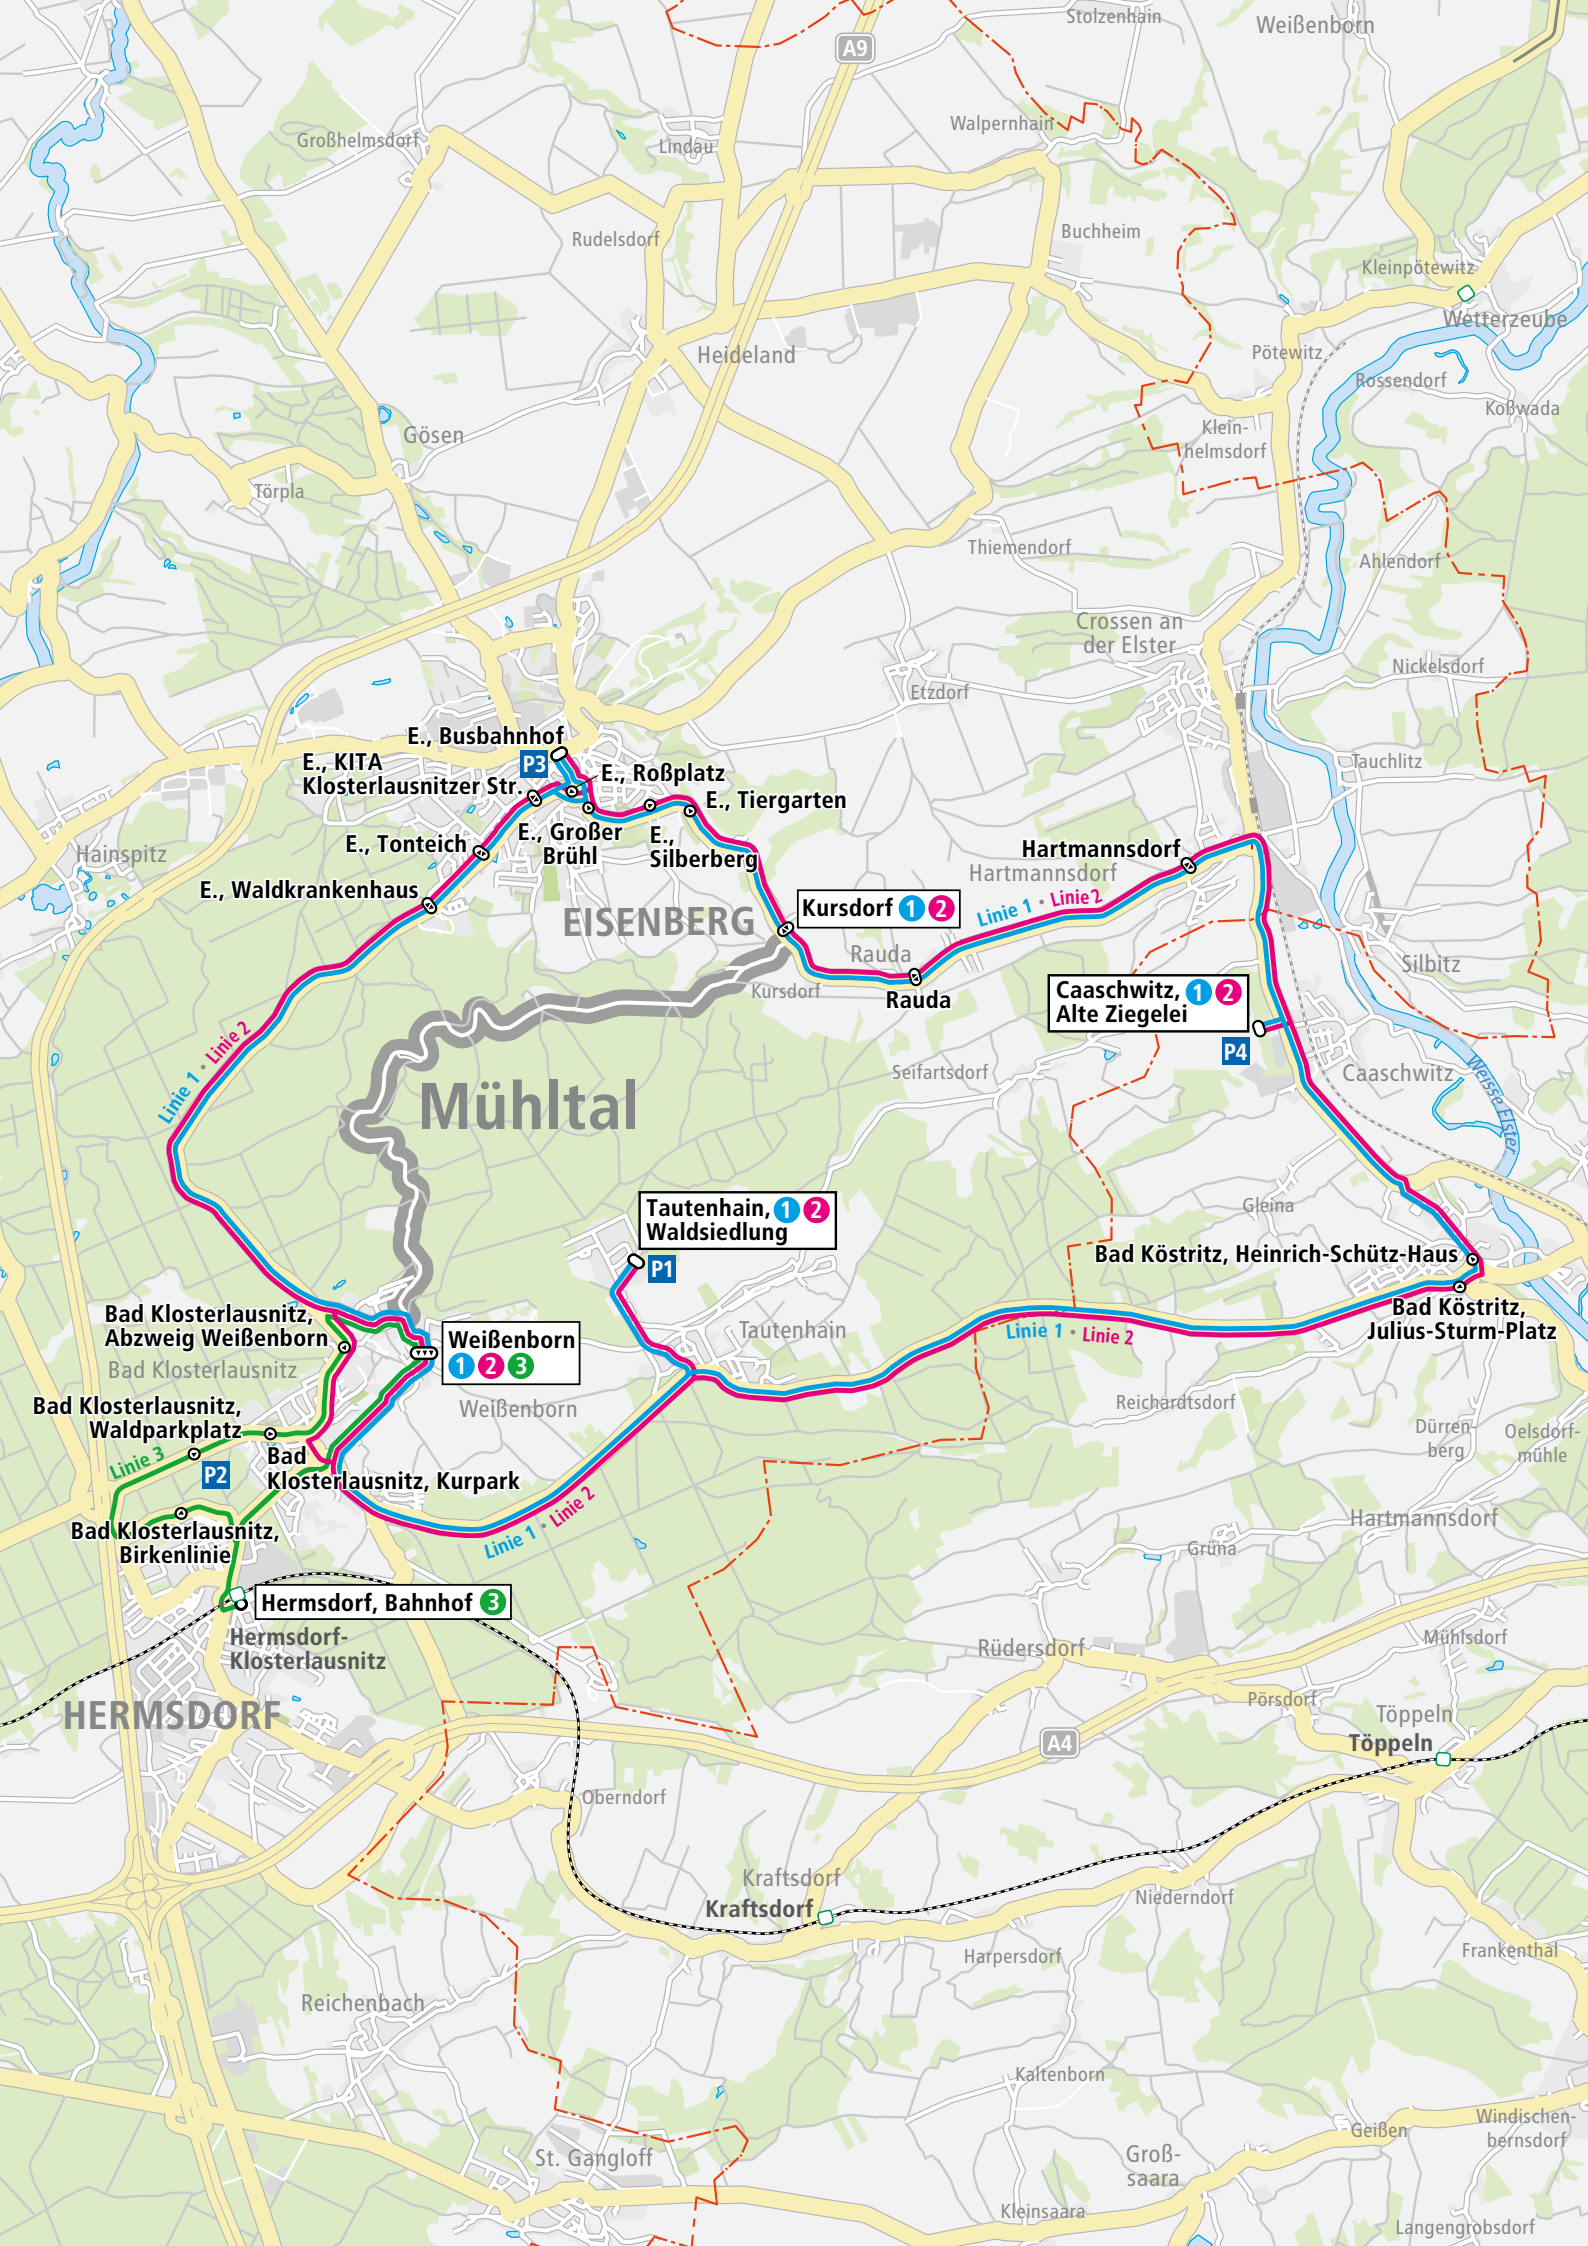 Stolzenhain
Weißenborn
A9
Walpernhain
Großhelmsdorf
Lindau
Rudelsdorf
Buchheim
Kleinpötewitz
Wetterzeube
Pötewitz
Heideland
Rossendorf
Koßwada
Gösen
Klein-
helmsdorf
Törpla
Thiemendorf
Ahlendorf
Crossen an
der Elster
Nickelsdorf
Etzdorf
E., Busbahnhof
P3
E., KITA
Klosterlausnitzer Str.
E., Roßplatz
E., Tiergarten
Tauchlitz
E., Großer
Brühl
E.,
Silberberg
E., Tonteich
Hainspitz
Hartmannsdorf
Hartmannsdorf
E., Waldkrankenhaus
EISENBERG
Kursdorf 1 2
Linie 1 • Linie 2
Rauda
Silbitz
Kursdorf
Rauda
Caaschwitz, 1 2
Alte Ziegelei
P4
Linie 1 • Linie 2
Seifartsdorf
Caaschwitz
Weisse Elster
Mühltal
Tautenhain, 1 2
Waldsiedlung
P1
Gleina
Bad Köstritz, Heinrich-Schütz-Haus
Bad Köstritz,
Julius-Sturm-Platz
Bad Klosterlausnitz,
Abzweig Weißenborn
Weißenborn
1 2 3
Tautenhain
Linie 1 • Linie 2
Bad Klosterlausnitz
Weißenborn
Reichardtsdorf
Bad Klosterlausnitz,
Waldparkplatz
Dürren-
berg
Oelsdorf-
mühle
Linie 3
P2
Bad
Klosterlausnitz, Kurpark
Linie 1 • Linie 2
Bad Klosterlausnitz,
Birkenlinie
Hartmannsdorf
Grüna
Hermsdorf, Bahnhof 3
Hermsdorf-
Klosterlausnitz
Rüdersdorf
Mühlsdorf
HERMSDORF
Pörsdorf
Töppeln
Töppeln
A4
Oberndorf
Kraftsdorf
Kraftsdorf
Niederndorf
Harpersdorf
Frankenthal
Reichenbach
Kaltenborn
Geißen
Windischen-
bernsdorf
St. Gangloff
Groß-
saara
Kleinsaara
Langengrobsdorf